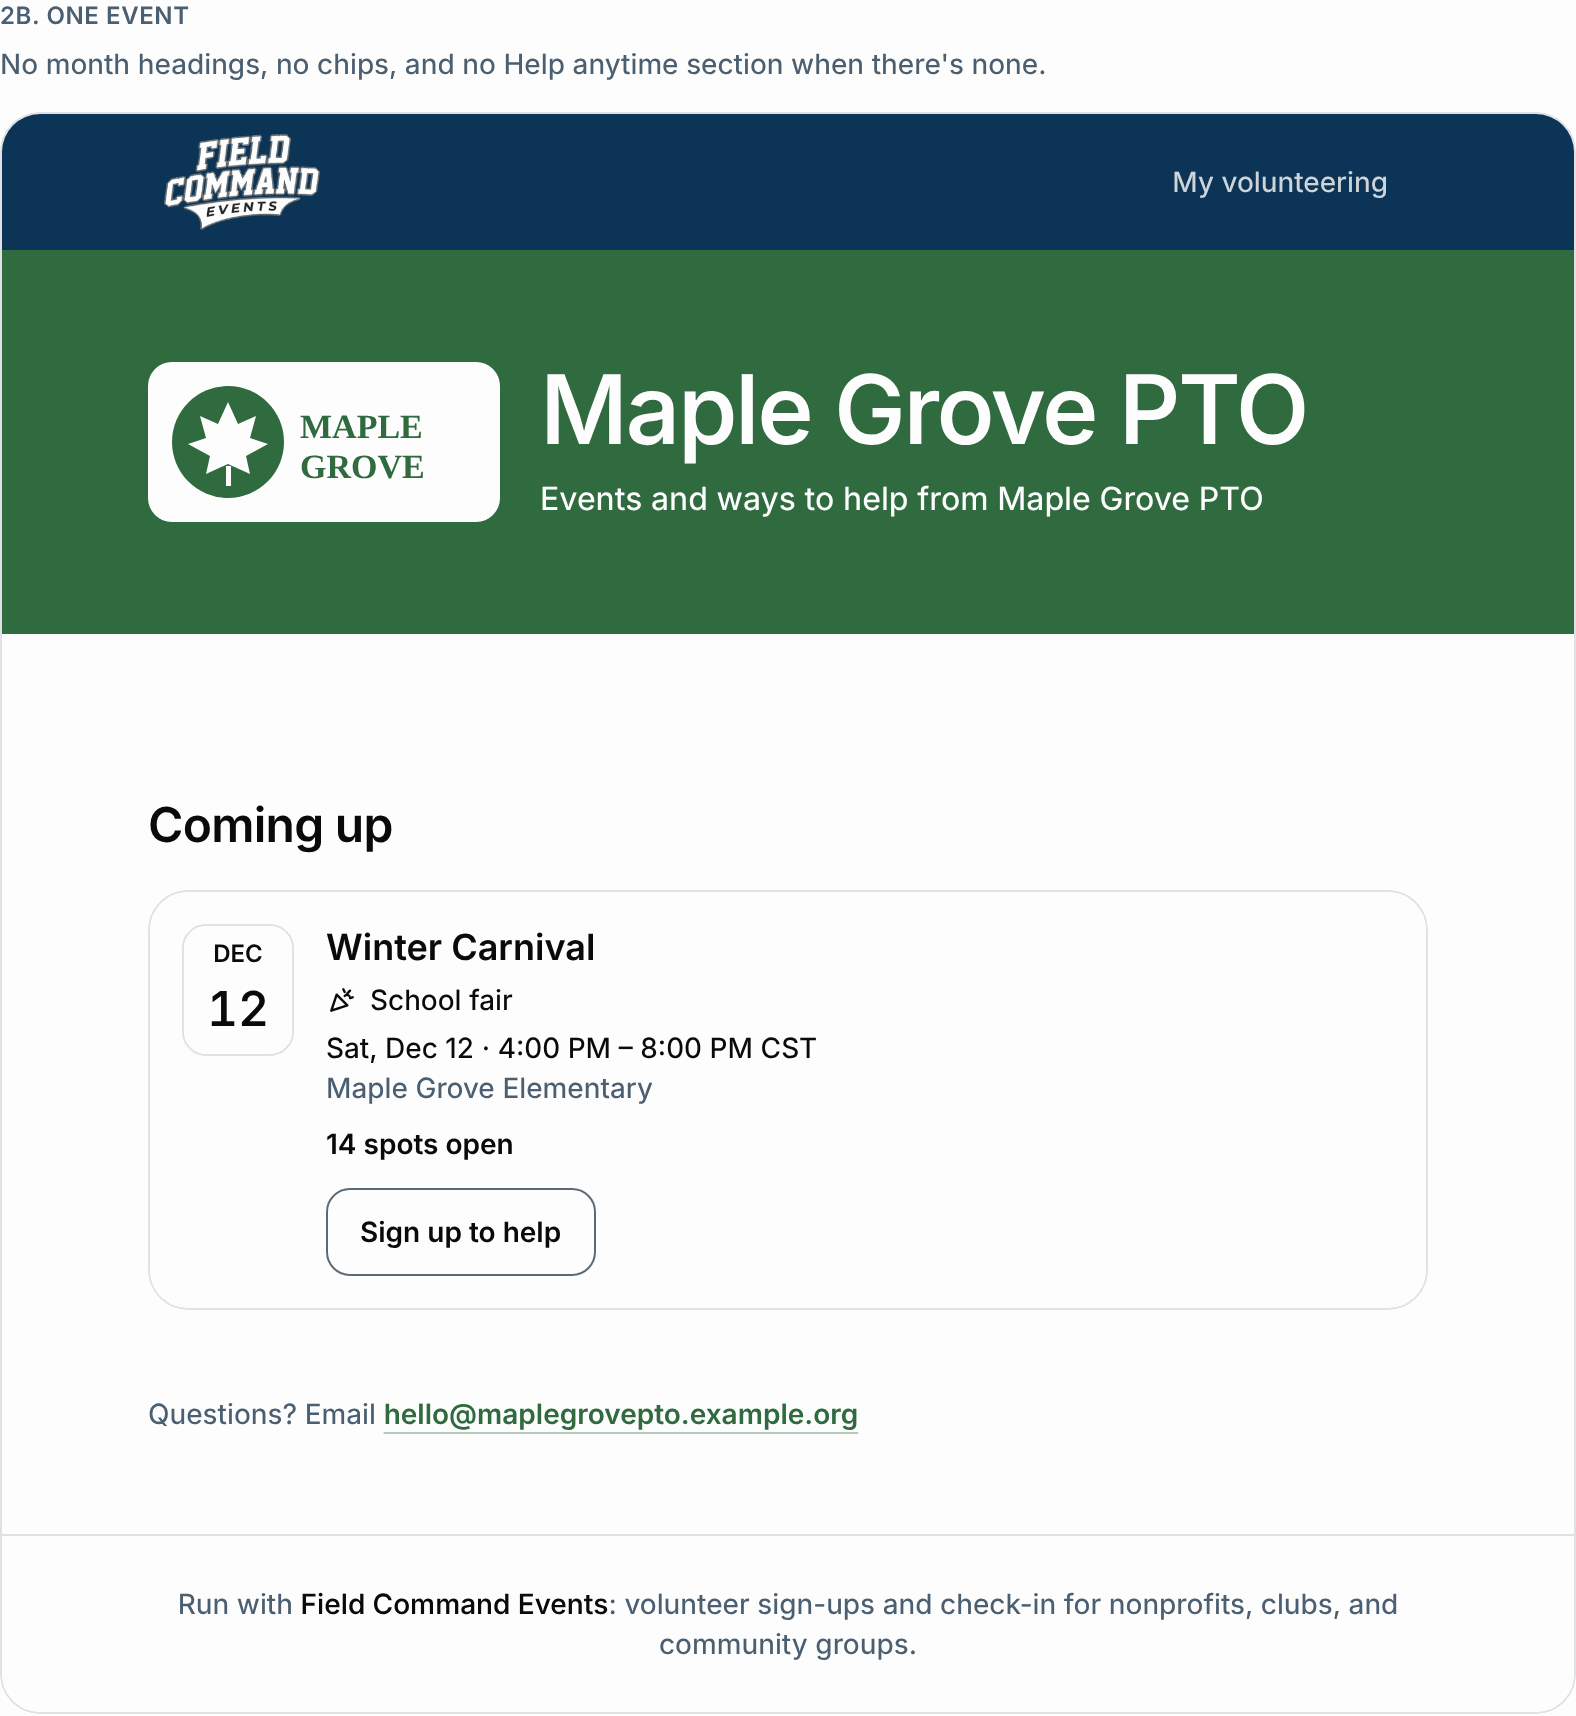 2B. ONE EVENT
No month headings, no chips, and no Help anytime section when there's none.
FIELD
COMMAND
EVENTS
My volunteering
MAPLE
GROVE
Maple Grove PTO
Events and ways to help from Maple Grove PTO
Coming up
DEC
12
Winter Carnival
School fair
Sat, Dec 12 · 4:00 PM – 8:00 PM CST
Maple Grove Elementary
14 spots open
Sign up to help
Questions? Email hello@maplegrovepto.example.org
Run with Field Command Events: volunteer sign-ups and check-in for nonprofits, clubs, and
community groups.